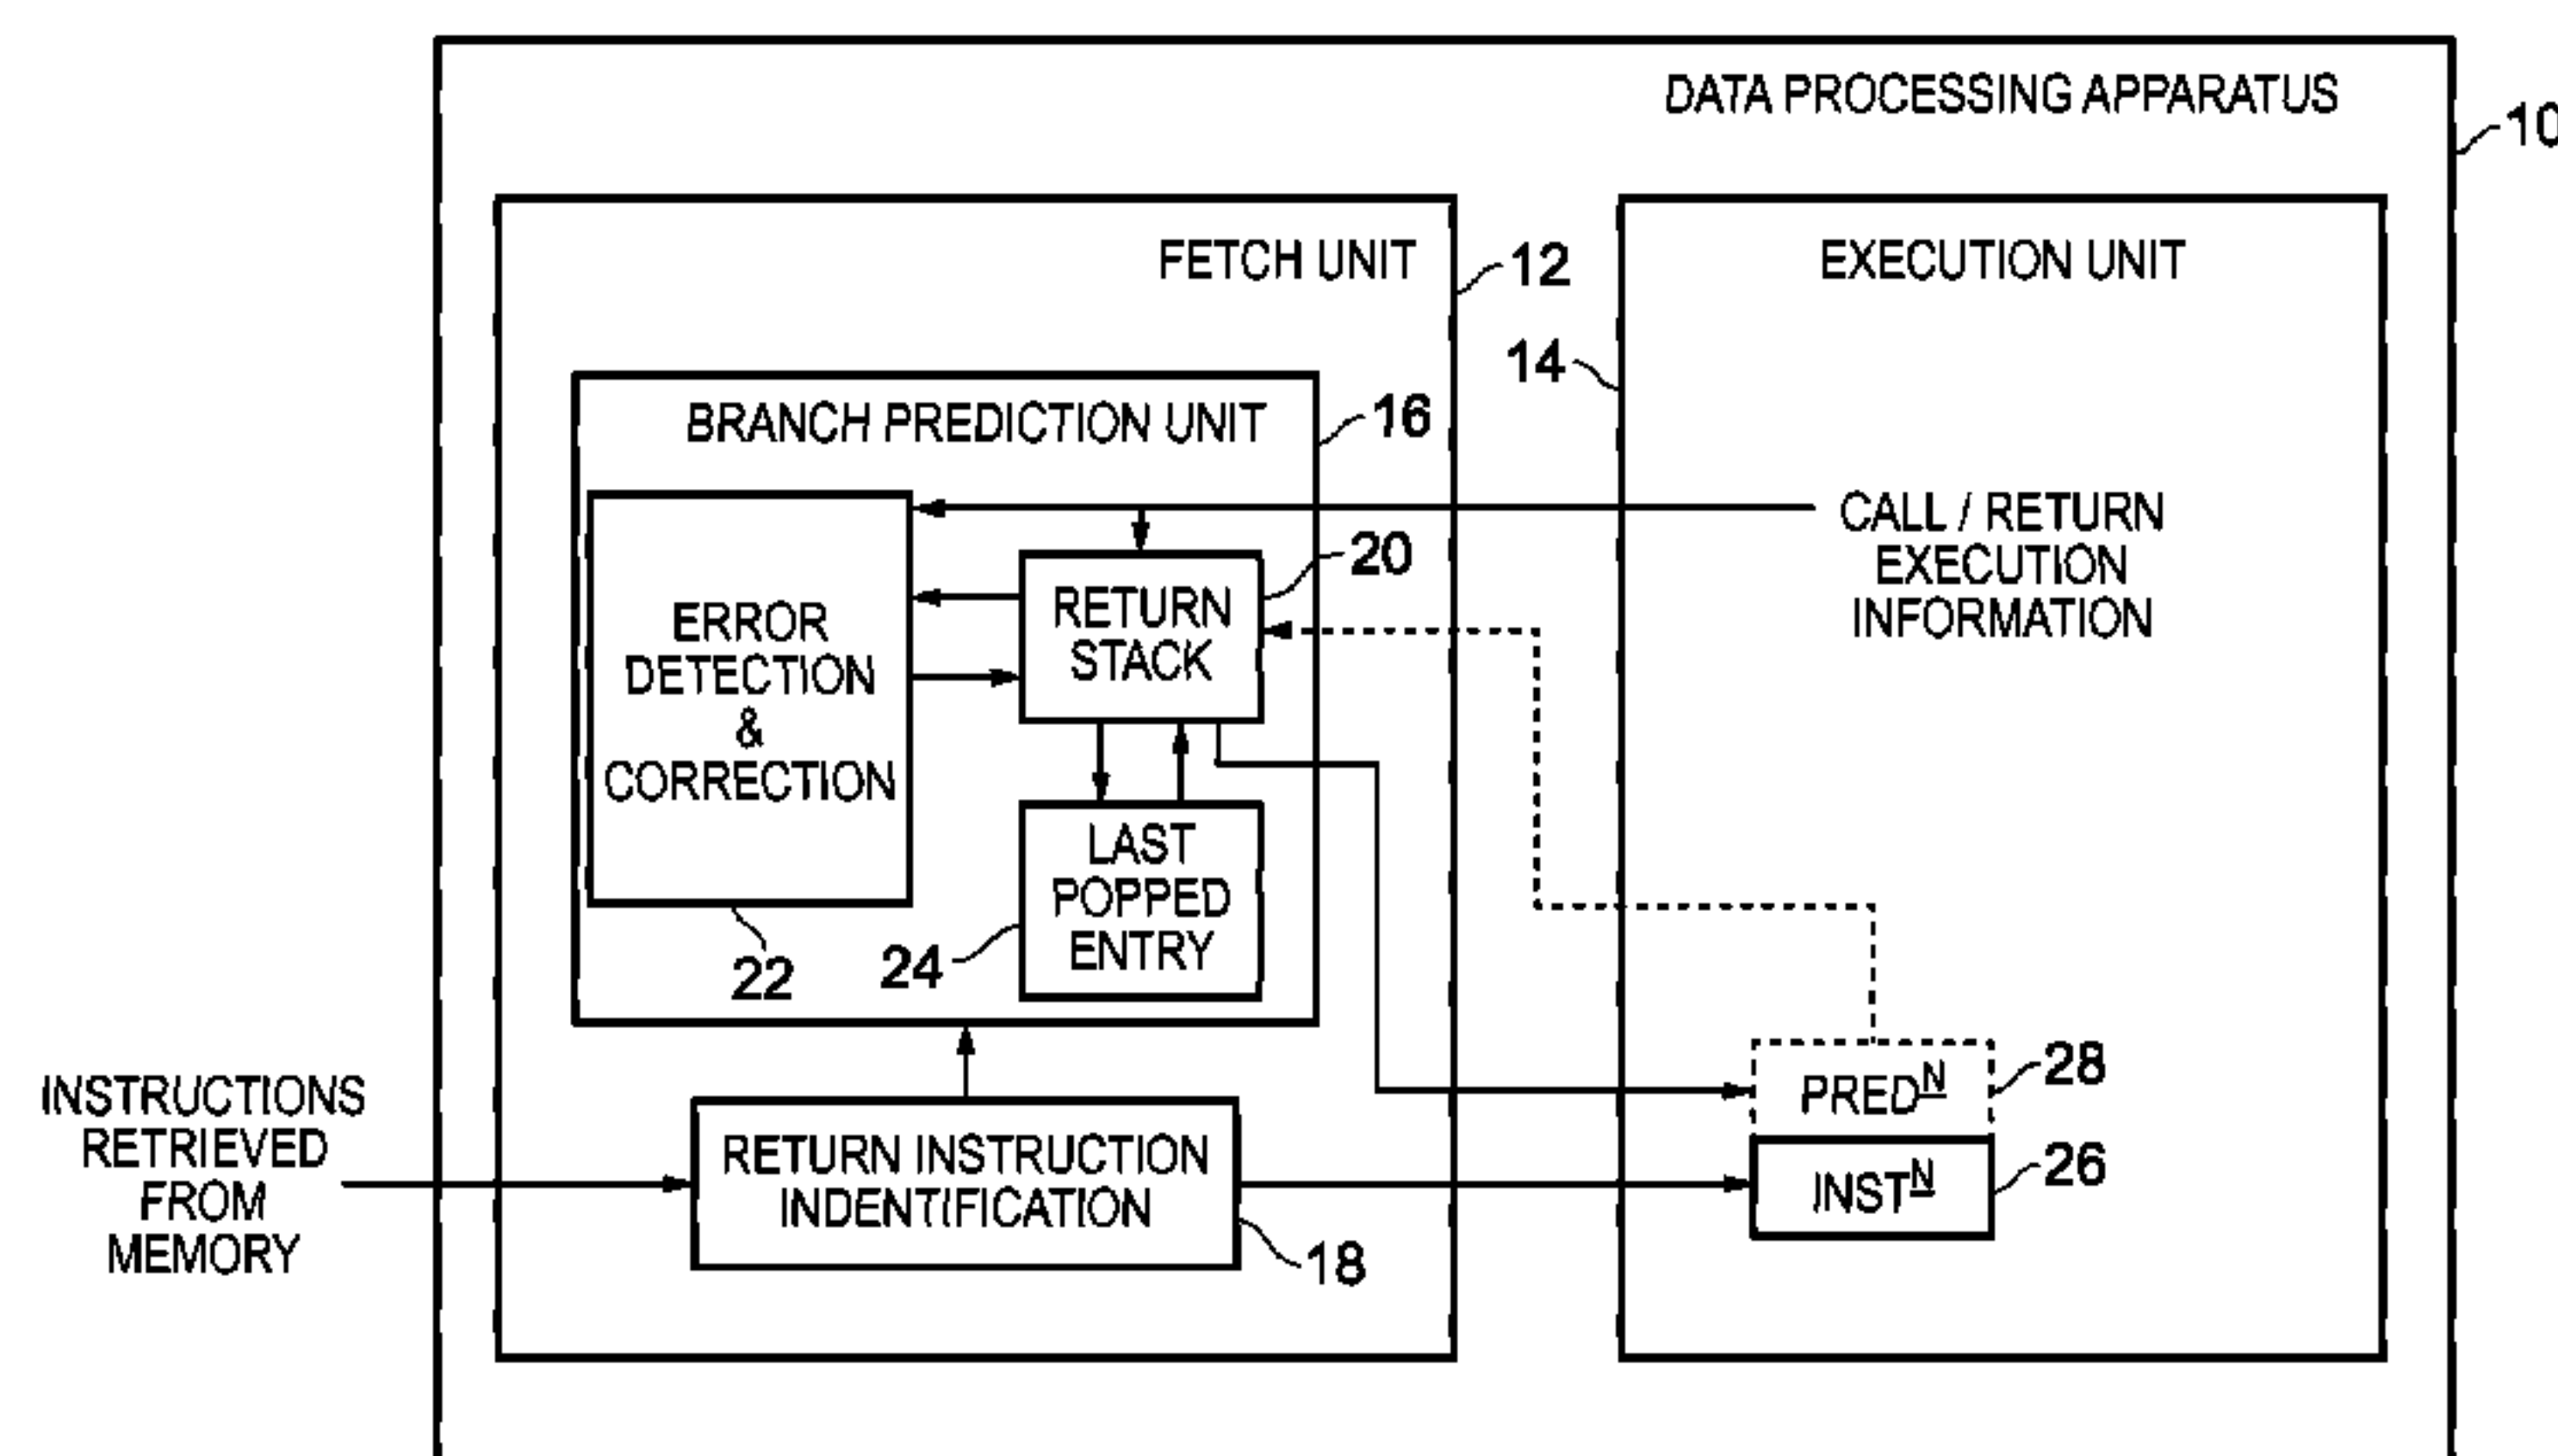 DATA PROCESSING APPARATUS
10
FETCH UNIT
12
EXECUTION UNIT
14
BRANCH PREDICTION UNIT
16
CALL / RETURN
EXECUTION
INFORMATION
20
RETURN
STACK
ERROR
DETECTION
&
CORRECTION
22
LAST
POPPED
ENTRY
24
INSTRUCTIONS
RETRIEVED
FROM
MEMORY
RETURN INSTRUCTION
INDENTIFICATION
18
PRED N
28
INST N
26